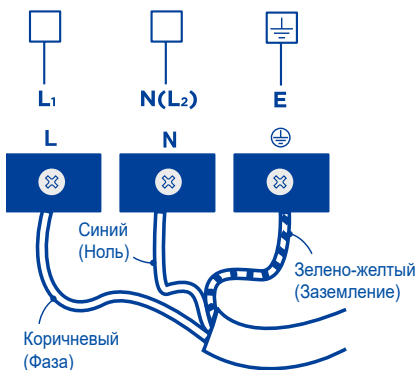 L₁ N(L₂) E
L N
Синий
(Ноль)
Зелено-желтый
(Заземление)
Коричневый
(Фаза)